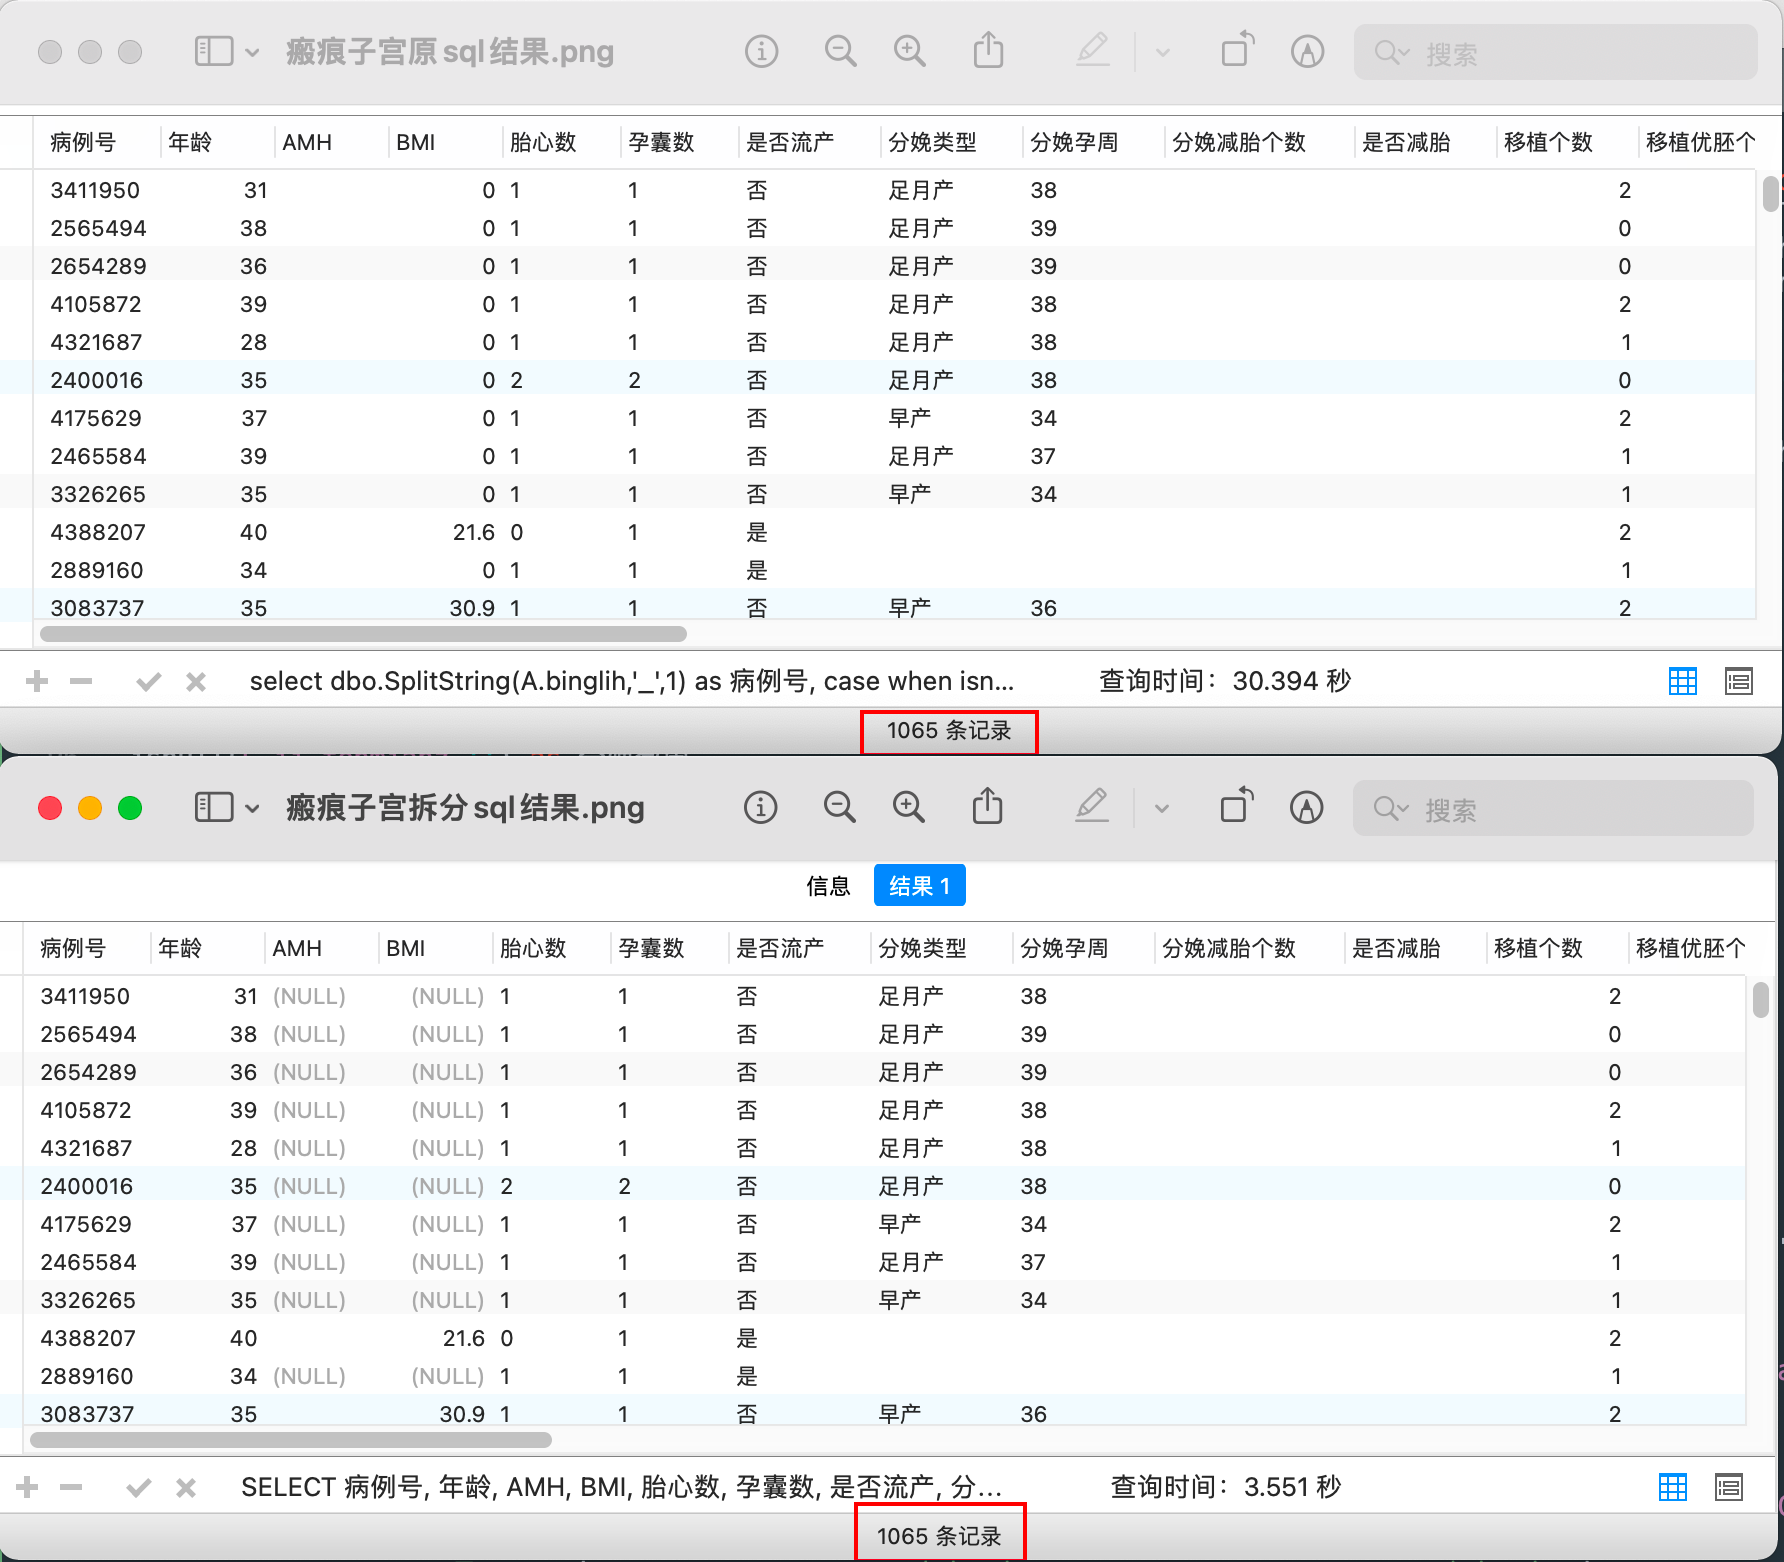 瘢痕子宫原sql结果.png 搜索
病例号 年龄 AMH BMI 胎心数 孕囊数 是否流产 分娩类型 分娩孕周 分娩减胎个数 是否减胎 移植个数 移植优胚个
3411950 31 0 1 1 否 足月产 38 2
2565494 38 0 1 1 否 足月产 39 0
2654289 36 0 1 1 否 足月产 39 0
4105872 39 0 1 1 否 足月产 38 2
4321687 28 0 1 1 否 足月产 38 1
2400016 35 0 2 2 否 足月产 38 0
4175629 37 0 1 1 否 早产 34 2
2465584 39 0 1 1 否 足月产 37 1
3326265 35 0 1 1 否 早产 34 1
4388207 40 21.6 0 1 是 2
2889160 34 0 1 1 是 1
3083737 35 30.9 1 1 否 早产 36 2
select dbo.SplitString(A.binglih,'_',1) as 病例号, case when isn... 查询时间：30.394 秒
1065 条记录
瘢痕子宫拆分sql结果.png 搜索
信息 结果 1
病例号 年龄 AMH BMI 胎心数 孕囊数 是否流产 分娩类型 分娩孕周 分娩减胎个数 是否减胎 移植个数 移植优胚个
3411950 31 (NULL) (NULL) 1 1 否 足月产 38 2
2565494 38 (NULL) (NULL) 1 1 否 足月产 39 0
2654289 36 (NULL) (NULL) 1 1 否 足月产 39 0
4105872 39 (NULL) (NULL) 1 1 否 足月产 38 2
4321687 28 (NULL) (NULL) 1 1 否 足月产 38 1
2400016 35 (NULL) (NULL) 2 2 否 足月产 38 0
4175629 37 (NULL) (NULL) 1 1 否 早产 34 2
2465584 39 (NULL) (NULL) 1 1 否 足月产 37 1
3326265 35 (NULL) (NULL) 1 1 否 早产 34 1
4388207 40 21.6 0 1 是 2
2889160 34 (NULL) (NULL) 1 1 是 1
3083737 35 30.9 1 1 否 早产 36 2
SELECT 病例号, 年龄, AMH, BMI, 胎心数, 孕囊数, 是否流产, 分... 查询时间：3.551 秒
1065 条记录